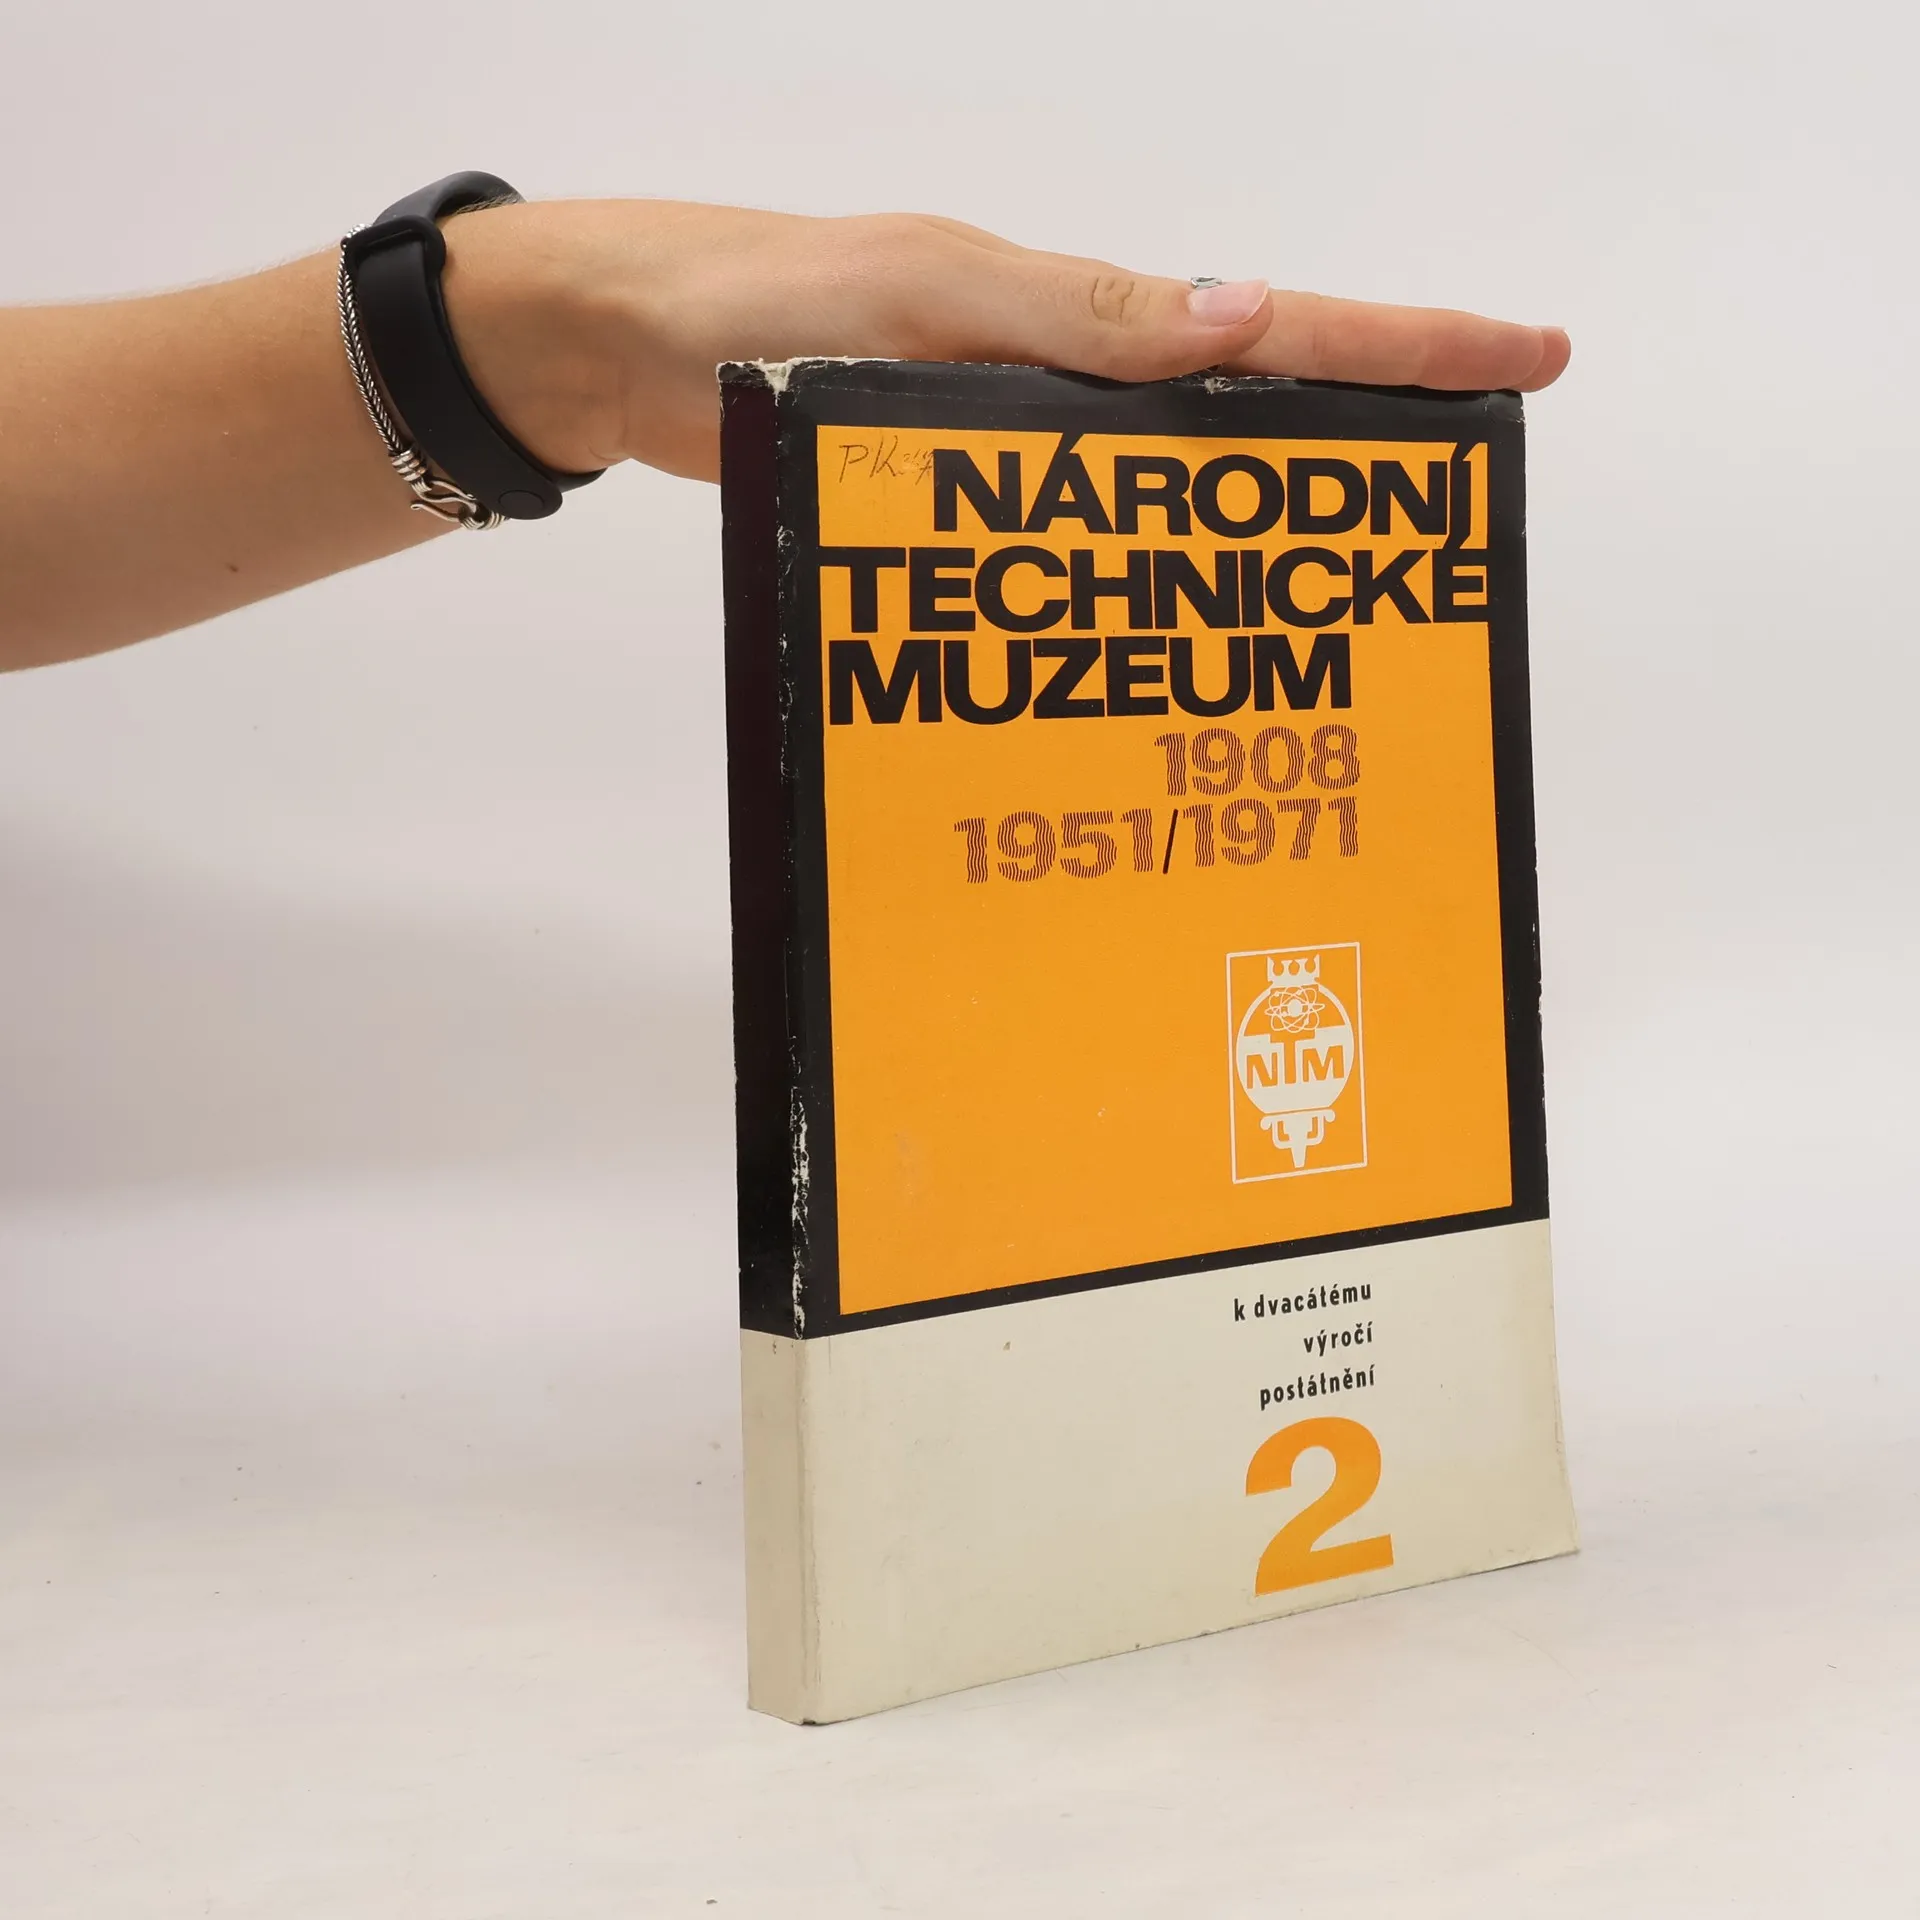 NÁRODNÍ
TECHNICKÉ
MUZEUM
1908
1951/1971
NTM
k dvacátému
výročí
postátnění
2